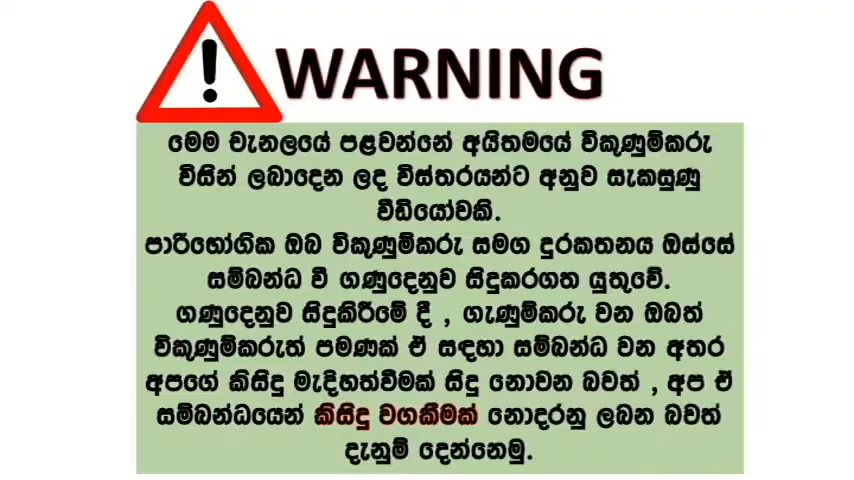 WARNING
මෙම චැනලයේ පළවන්නේ අයිතමයේ විකුණුම්කරු
විසින් ලබාදෙන ලද විස්තරයන්ට අනුව සැකසුණු
වීඩියෝවකි.
පාරිභෝගික ඔබ විකුණුම්කරු සමග දුරකතනය ඔස්සේ
සම්බන්ධ වී ගණුදෙනුව සිදුකරගත යුතුවේ.
ගණුදෙනුව සිදුකිරීමේ දී , ගැණුම්කරු වන ඔබත්
විකුණුම්කරුත් පමණක් ඒ සඳහා සම්බන්ධ වන අතර
අපගේ කිසිදු මැදිහත්වීමක් සිදු නොවන බවත් , අප ඒ
සම්බන්ධයෙන් කිසිදු වගකීමක් නොදරනු ලබන බවත්
දැනුම් දෙන්නෙමු.